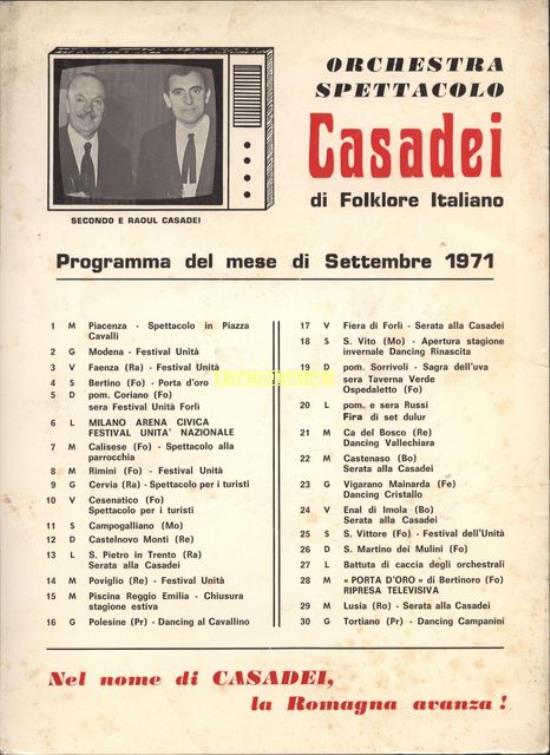 ORCHESTRA
SPETTACOLO
Casadei
di Folklore Italiano
SECONDO E RAOUL CASADEI
Programma del mese di Settembre 1971
1 M Piacenza - Spettacolo in Piazza
Cavalli
2 G Modena - Festival Unità
3 V Faenza (Ra) - Festival Unità
4 S Bertino (Fo) - Porta d'oro
5 D pom. Coriano (Fo)
sera Festival Unità Forlì
6 L MILANO ARENA CIVICA
FESTIVAL UNITA' NAZIONALE
7 M Calisese (Fo) - Spettacolo alla
parrocchia
8 M Rimini (Fo) - Festival Unità
9 G Cervia (Ra) - Spettacolo per i turisti
10 V Cesenatico (Fo)
Spettacolo per i turisti
11 S Campogalliano (Mo)
12 D Castelnovo Monti (Re)
13 L S. Pietro in Trento (Ra)
Serata alla Casadei
14 M Poviglio (Re) - Festival Unità
15 M Piscina Reggio Emilia - Chiusura
stagione estiva
16 G Polesine (Pr) - Dancing al Cavallino
17 V Fiera di Forlì - Serata alla Casadei
18 S S. Vito (Mo) - Apertura stagione
invernale Dancing Rinascita
19 D pom. Sorrivoli - Sagra dell'uva
sera Taverna Verde
Ospedaletto (Fo)
20 L pom. e sera Russi
Fira di set dulur
21 M Ca del Bosco (Re)
Dancing Vallechiara
22 M Castenaso (Bo)
Serata alla Casadei
23 G Vigarano Mainarda (Fe)
Dancing Cristallo
24 V Enal di Imola (Bo)
Serata alla Casadei
25 S S. Vittore (Fo) - Festival dell'Unità
26 D S. Martino dei Mulini (Fo)
27 L Battuta di caccia degli orchestrali
28 M « PORTA D'ORO » di Bertinoro (Fo)
RIPRESA TELEVISIVA
29 M Lusia (Ro) - Serata alla Casadei
30 G Tortiano (Pr) - Dancing Campanini
Nel nome di CASADEI,
la Romagna avanza !